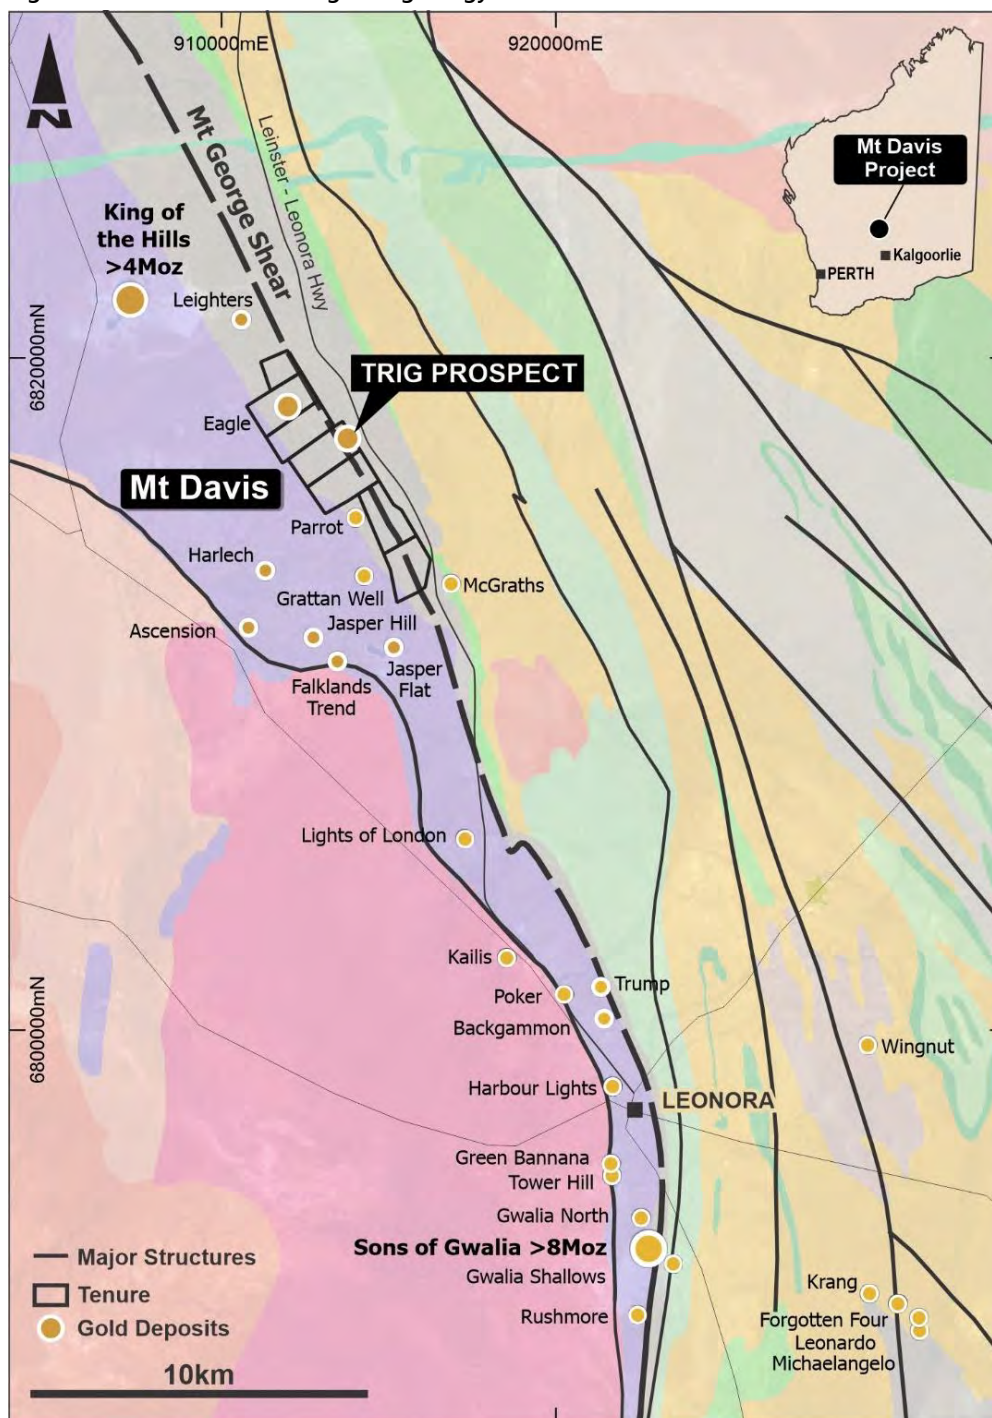 910000mE
920000mE
N
Mt George Shear
Leinster - Leonora Hwy
Mt Davis
Project
Kalgoorlie
PERTH
King of
the Hills
>4Moz
Leighters
6820000mN
TRIG PROSPECT
Eagle
Mt Davis
Parrot
Harlech
Grattan Well
McGraths
Ascension
Jasper Hill
Jasper
Flat
Falklands
Trend
Lights of London
Kailis
Poker
Trump
Backgammon
6800000mN
Wingnut
Harbour Lights
LEONORA
Green Bannana
Tower Hill
Gwalia North
Sons of Gwalia >8Moz
Gwalia Shallows
Rushmore
Krang
Forgotten Four
Leonardo
Michaelangelo
Major Structures
Tenure
Gold Deposits
10km